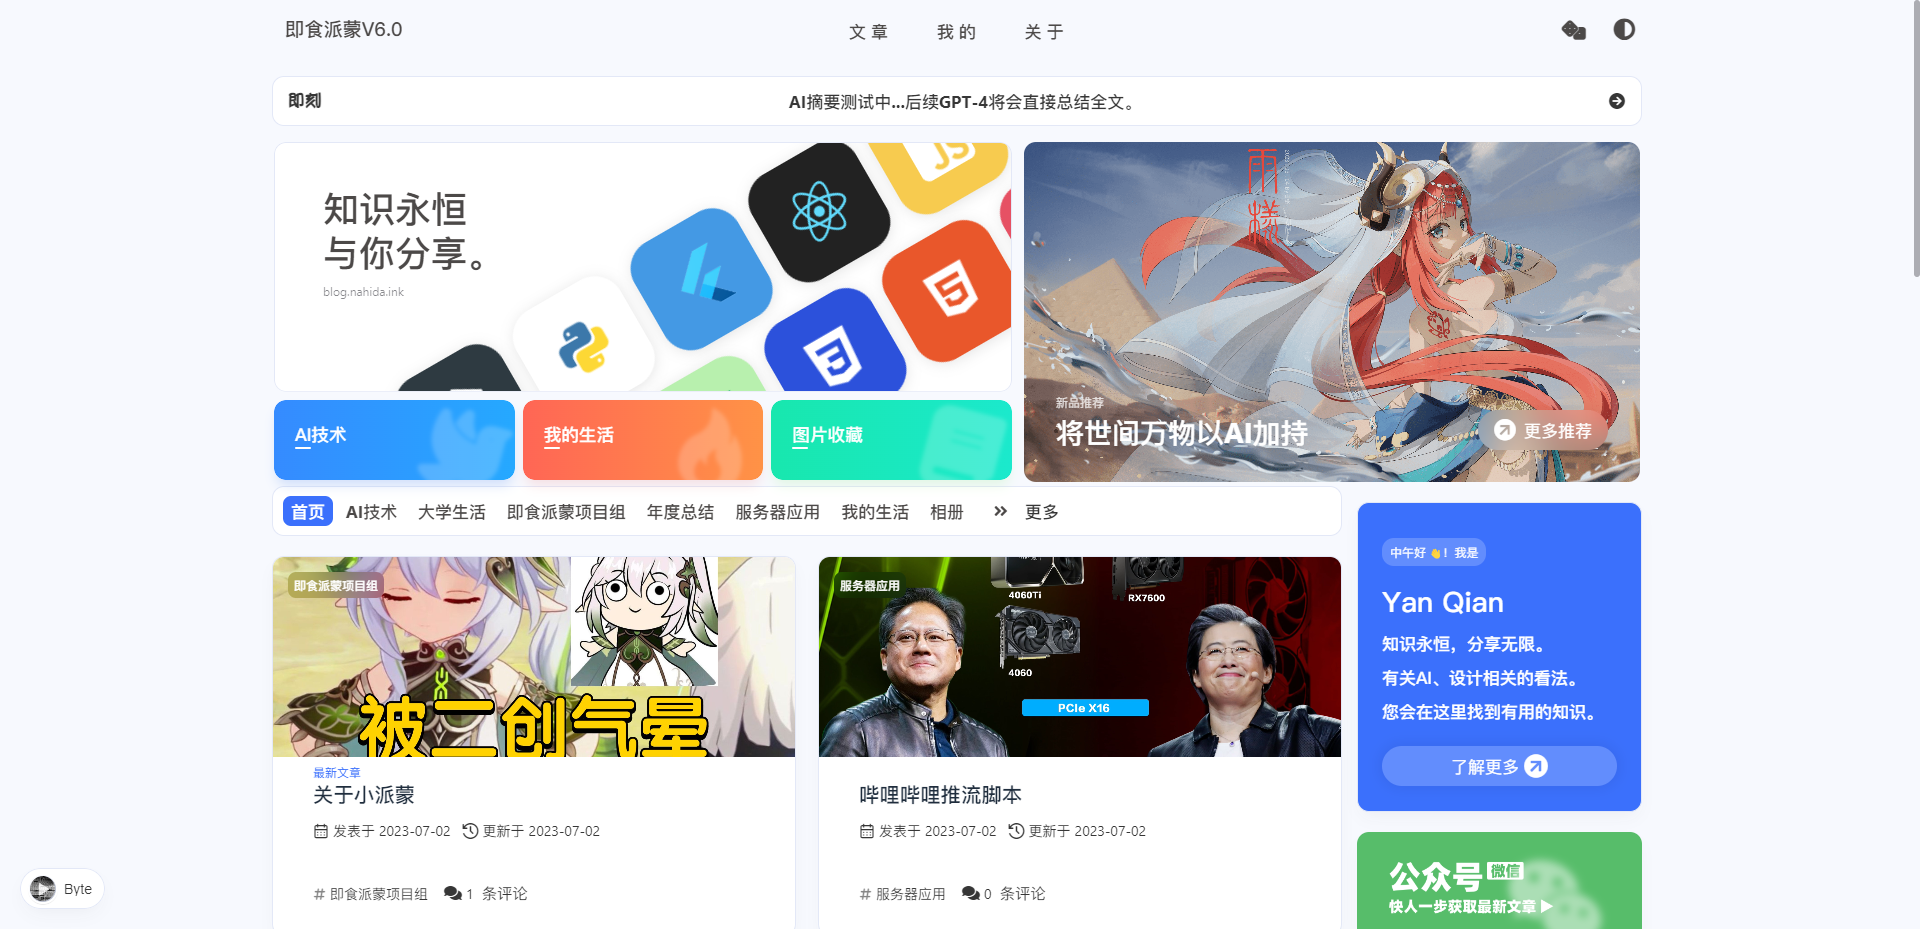 即食派蒙V6.0
文章
我的
关于
即刻
AI摘要测试中...后续GPT-4将会直接总结全文。
知识永恒
与你分享。
blog.nahida.ink
JS
雨樣
新品推荐
将世间万物以AI加持
更多推荐
AI技术
我的生活
图片收藏
首页
AI技术
大学生活
即食派蒙项目组
年度总结
服务器应用
我的生活
相册
更多
即食派蒙项目组
被二创气晕
最新文章
关于小派蒙
发表于 2023-07-02
更新于 2023-07-02
# 即食派蒙项目组
1 条评论
服务器应用
4060Ti
RX7600
4060
PCIe X16
哔哩哔哩推流脚本
发表于 2023-07-02
更新于 2023-07-02
# 服务器应用
0 条评论
中午好 👋！我是
Yan Qian
知识永恒，分享无限。
有关AI、设计相关的看法。
您会在这里找到有用的知识。
了解更多
公众号 微信
快人一步获取最新文章 ▶
Byte